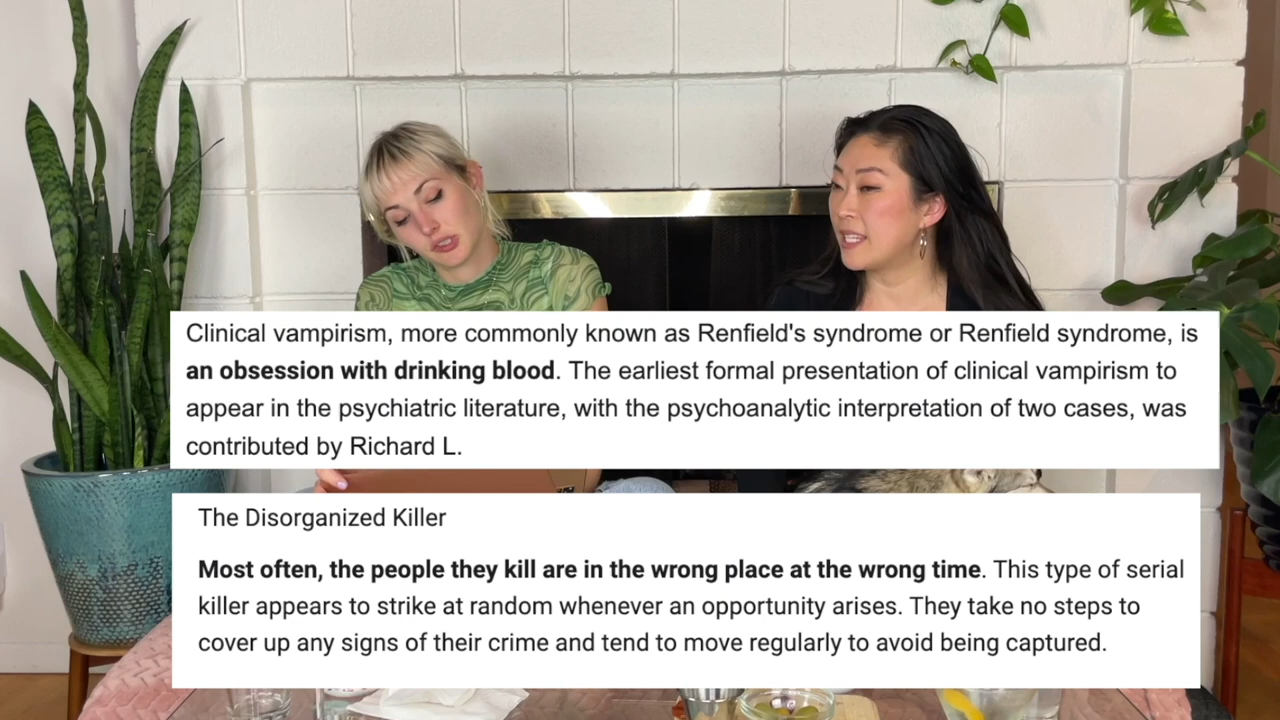 Clinical vampirism, more commonly known as Renfield's syndrome or Renfield syndrome, is
an obsession with drinking blood. The earliest formal presentation of clinical vampirism to
appear in the psychiatric literature, with the psychoanalytic interpretation of two cases, was
contributed by Richard L.
The Disorganized Killer
Most often, the people they kill are in the wrong place at the wrong time. This type of serial
killer appears to strike at random whenever an opportunity arises. They take no steps to
cover up any signs of their crime and tend to move regularly to avoid being captured.